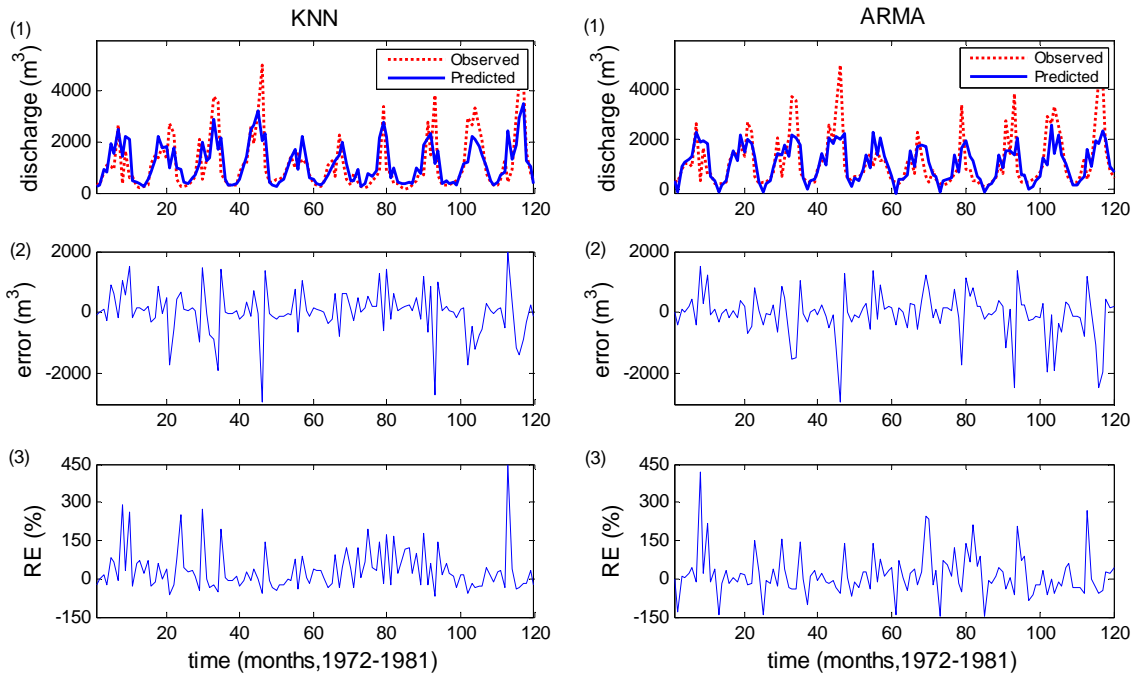 KNN
(1)
discharge (m³)
4000
2000
0
Observed
Predicted
20 40 60 80 100 120
(2)
error (m³)
2000
0
-2000
20 40 60 80 100 120
(3)
RE (%)
450
300
150
0
-150
20 40 60 80 100 120
time (months,1972-1981)
ARMA
(1)
discharge (m³)
4000
2000
0
Observed
Predicted
20 40 60 80 100 120
(2)
error (m³)
2000
0
-2000
20 40 60 80 100 120
(3)
RE (%)
450
300
150
0
-150
20 40 60 80 100 120
time (months,1972-1981)